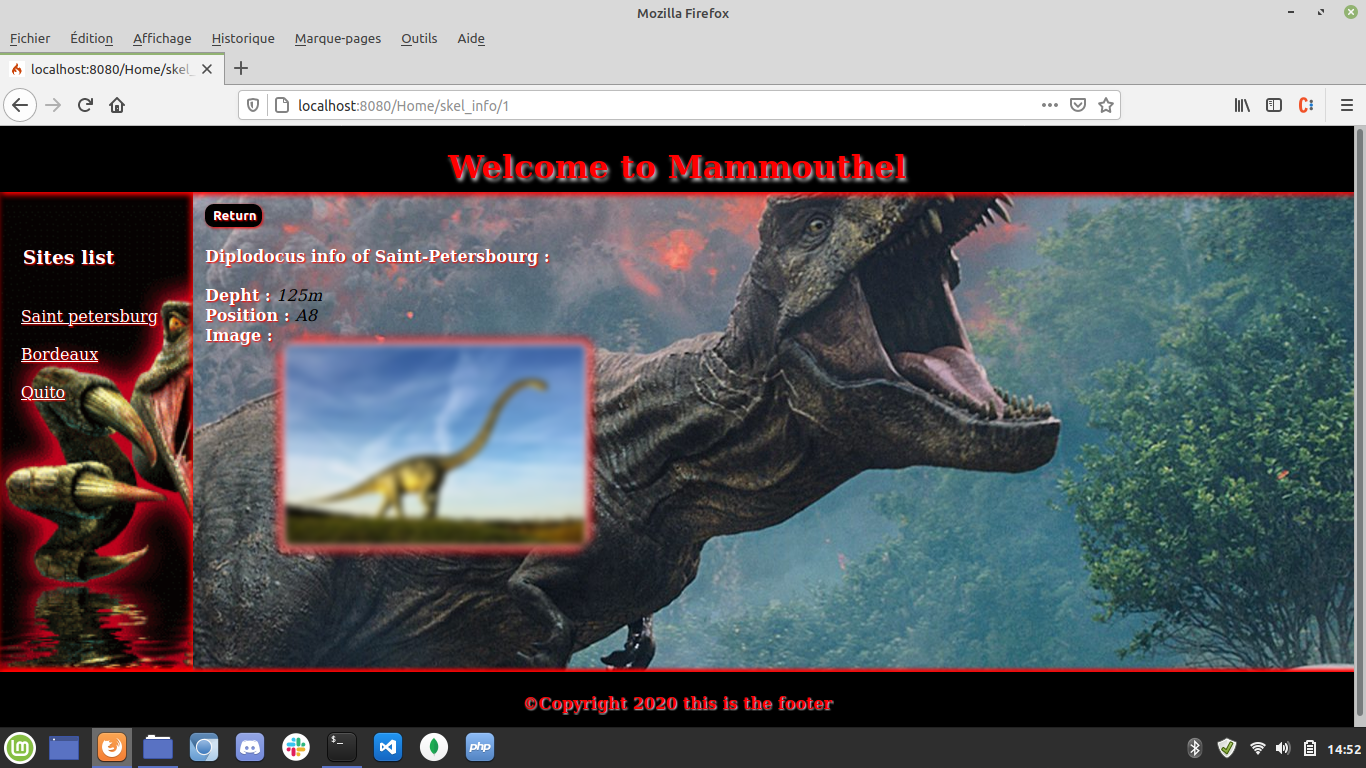 Mozilla Firefox
Fichier Édition Affichage Historique Marque-pages Outils Aide
localhost:8080/Home/skel_
localhost:8080/Home/skel_info/1
Welcome to Mammouthel
Return
Sites list
Saint petersburg
Bordeaux
Quito
Diplodocus info of Saint-Petersbourg :
Depht : 125m
Position : A8
Image :
©Copyright 2020 this is the footer
$_
php
14:52